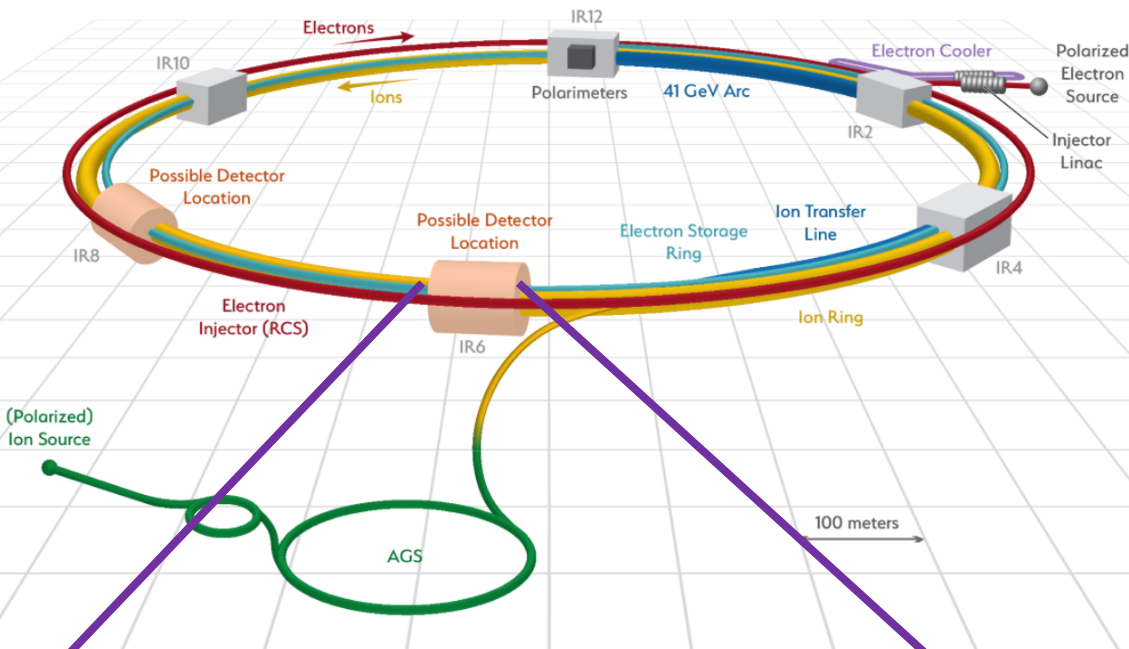 IR12
Electrons
IR10
Ions
Polarimeters
41 GeV Arc
Electron Cooler
Polarized
Electron
Source
IR2
Injector
Linac
Possible Detector
Location
Possible Detector
Location
Ion Transfer
Line
Electron Storage
Ring
IR8
IR4
Electron
Injector (RCS)
Ion Ring
IR6
(Polarized)
Ion Source
100 meters
AGS